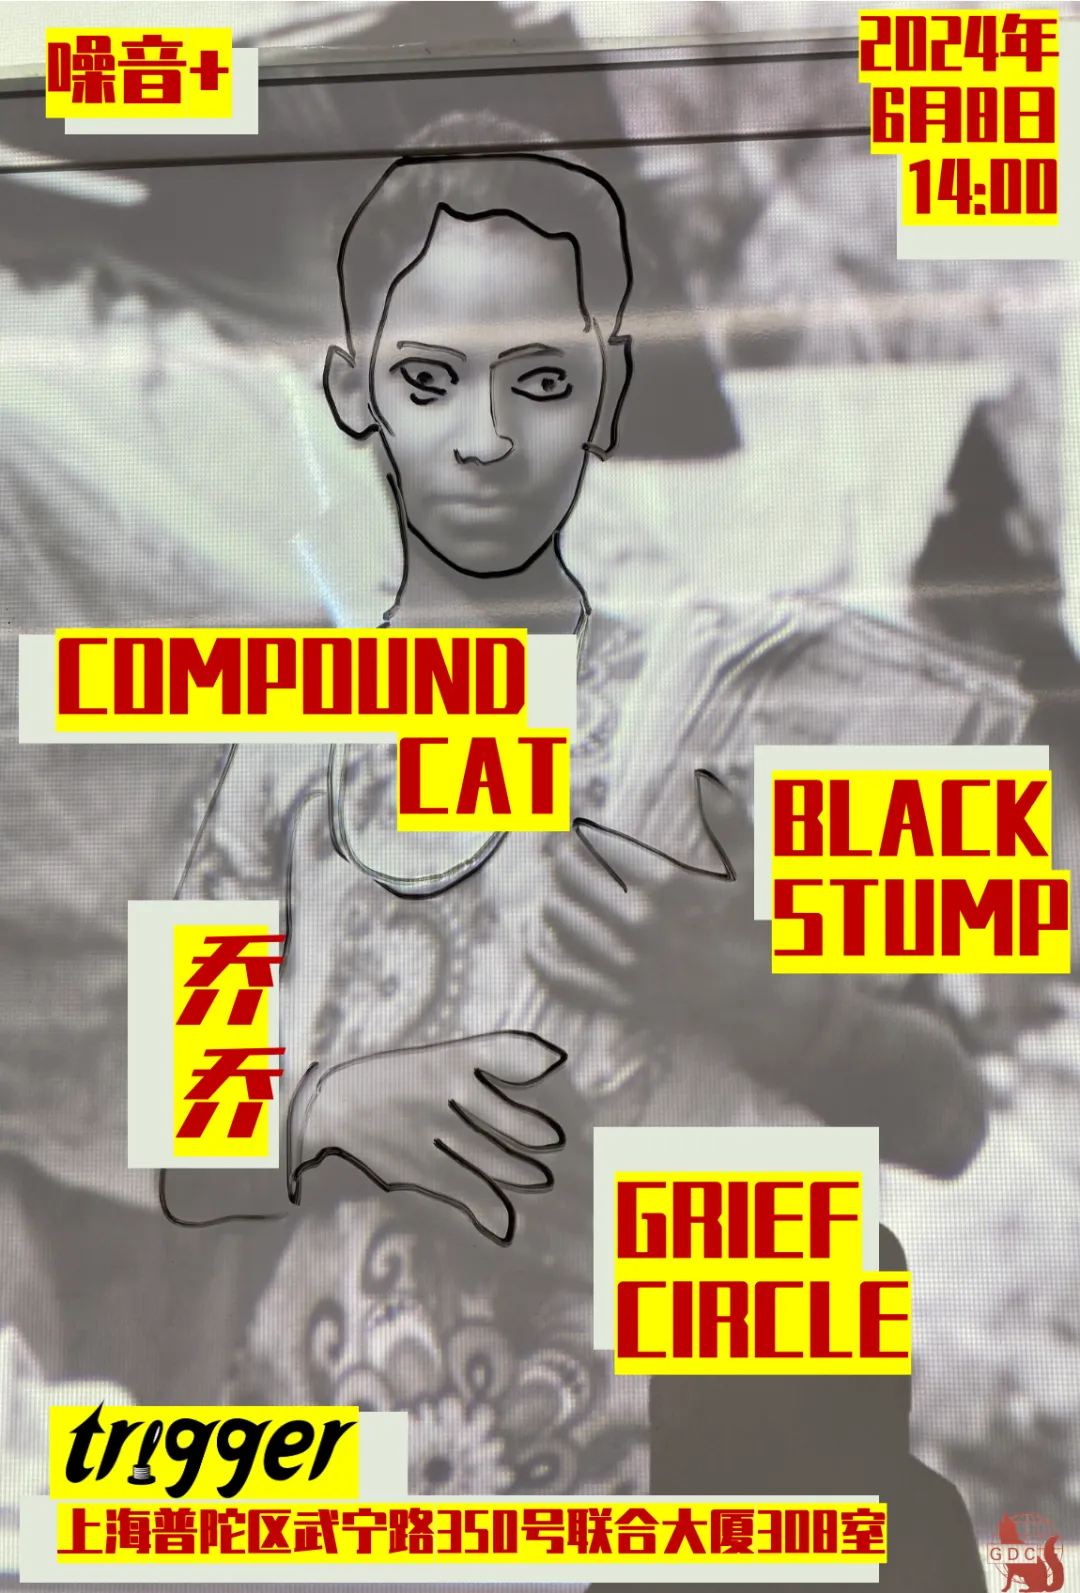 噪音+
2024年
6月8日
14:00
COMPOUND
CAT
BLACK
STUMP
乔
乔
GRIEF
CIRCLE
trigger
上海普陀区武宁路350号联合大厦308室
GDC